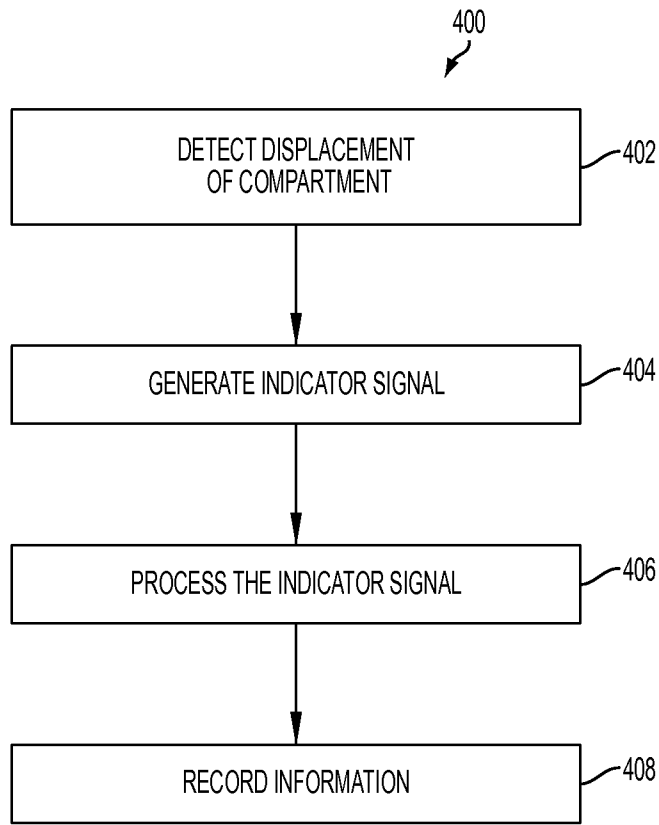 400
DETECT DISPLACEMENT
OF COMPARTMENT
402
GENERATE INDICATOR SIGNAL
404
PROCESS THE INDICATOR SIGNAL
406
RECORD INFORMATION
408